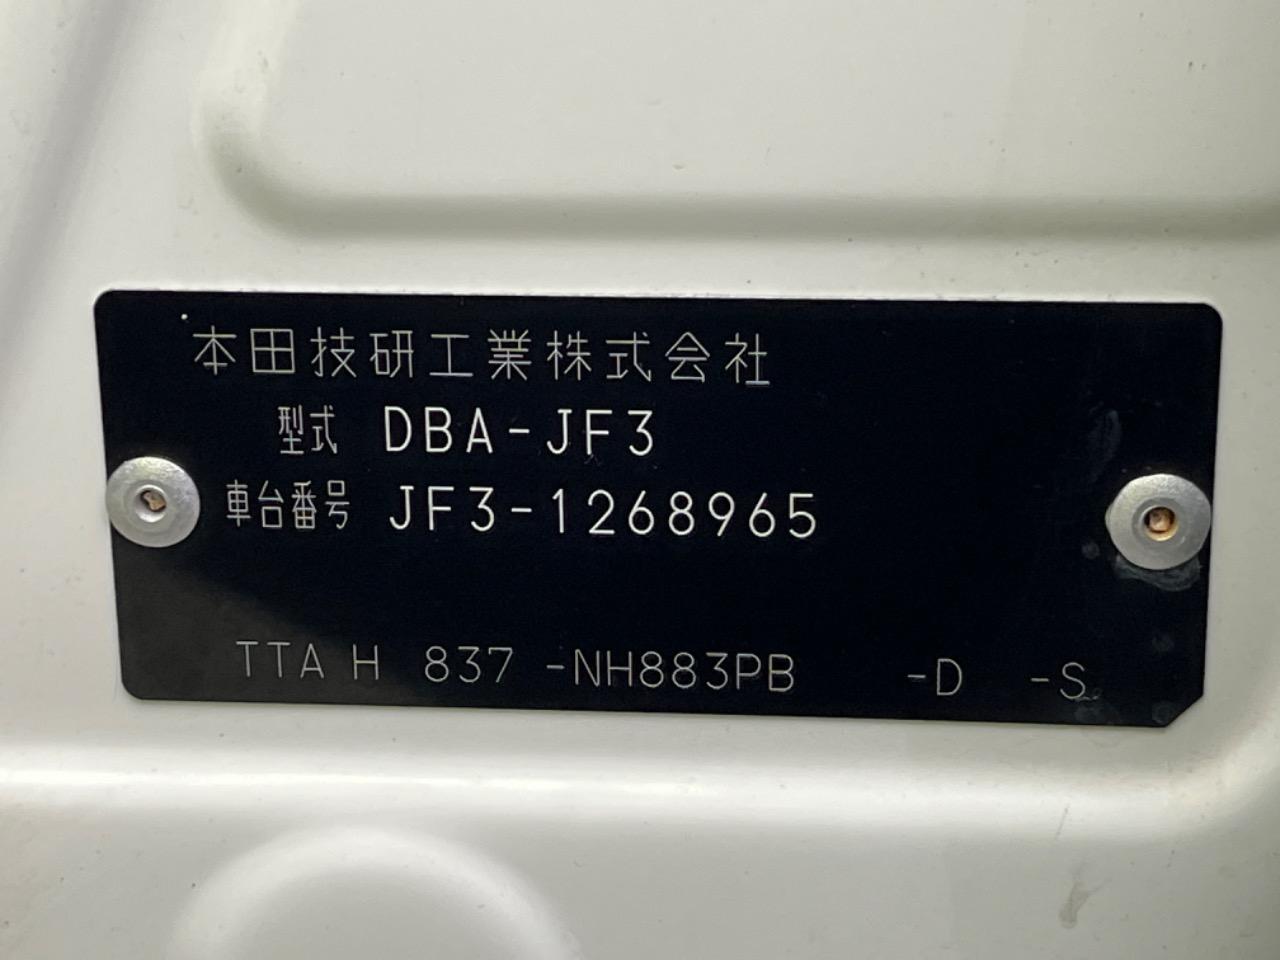 本田技研工業株式会社
型式 DBA-JF3
車台番号 JF3-1268965
TTA H 837 -NH883PB -D -S